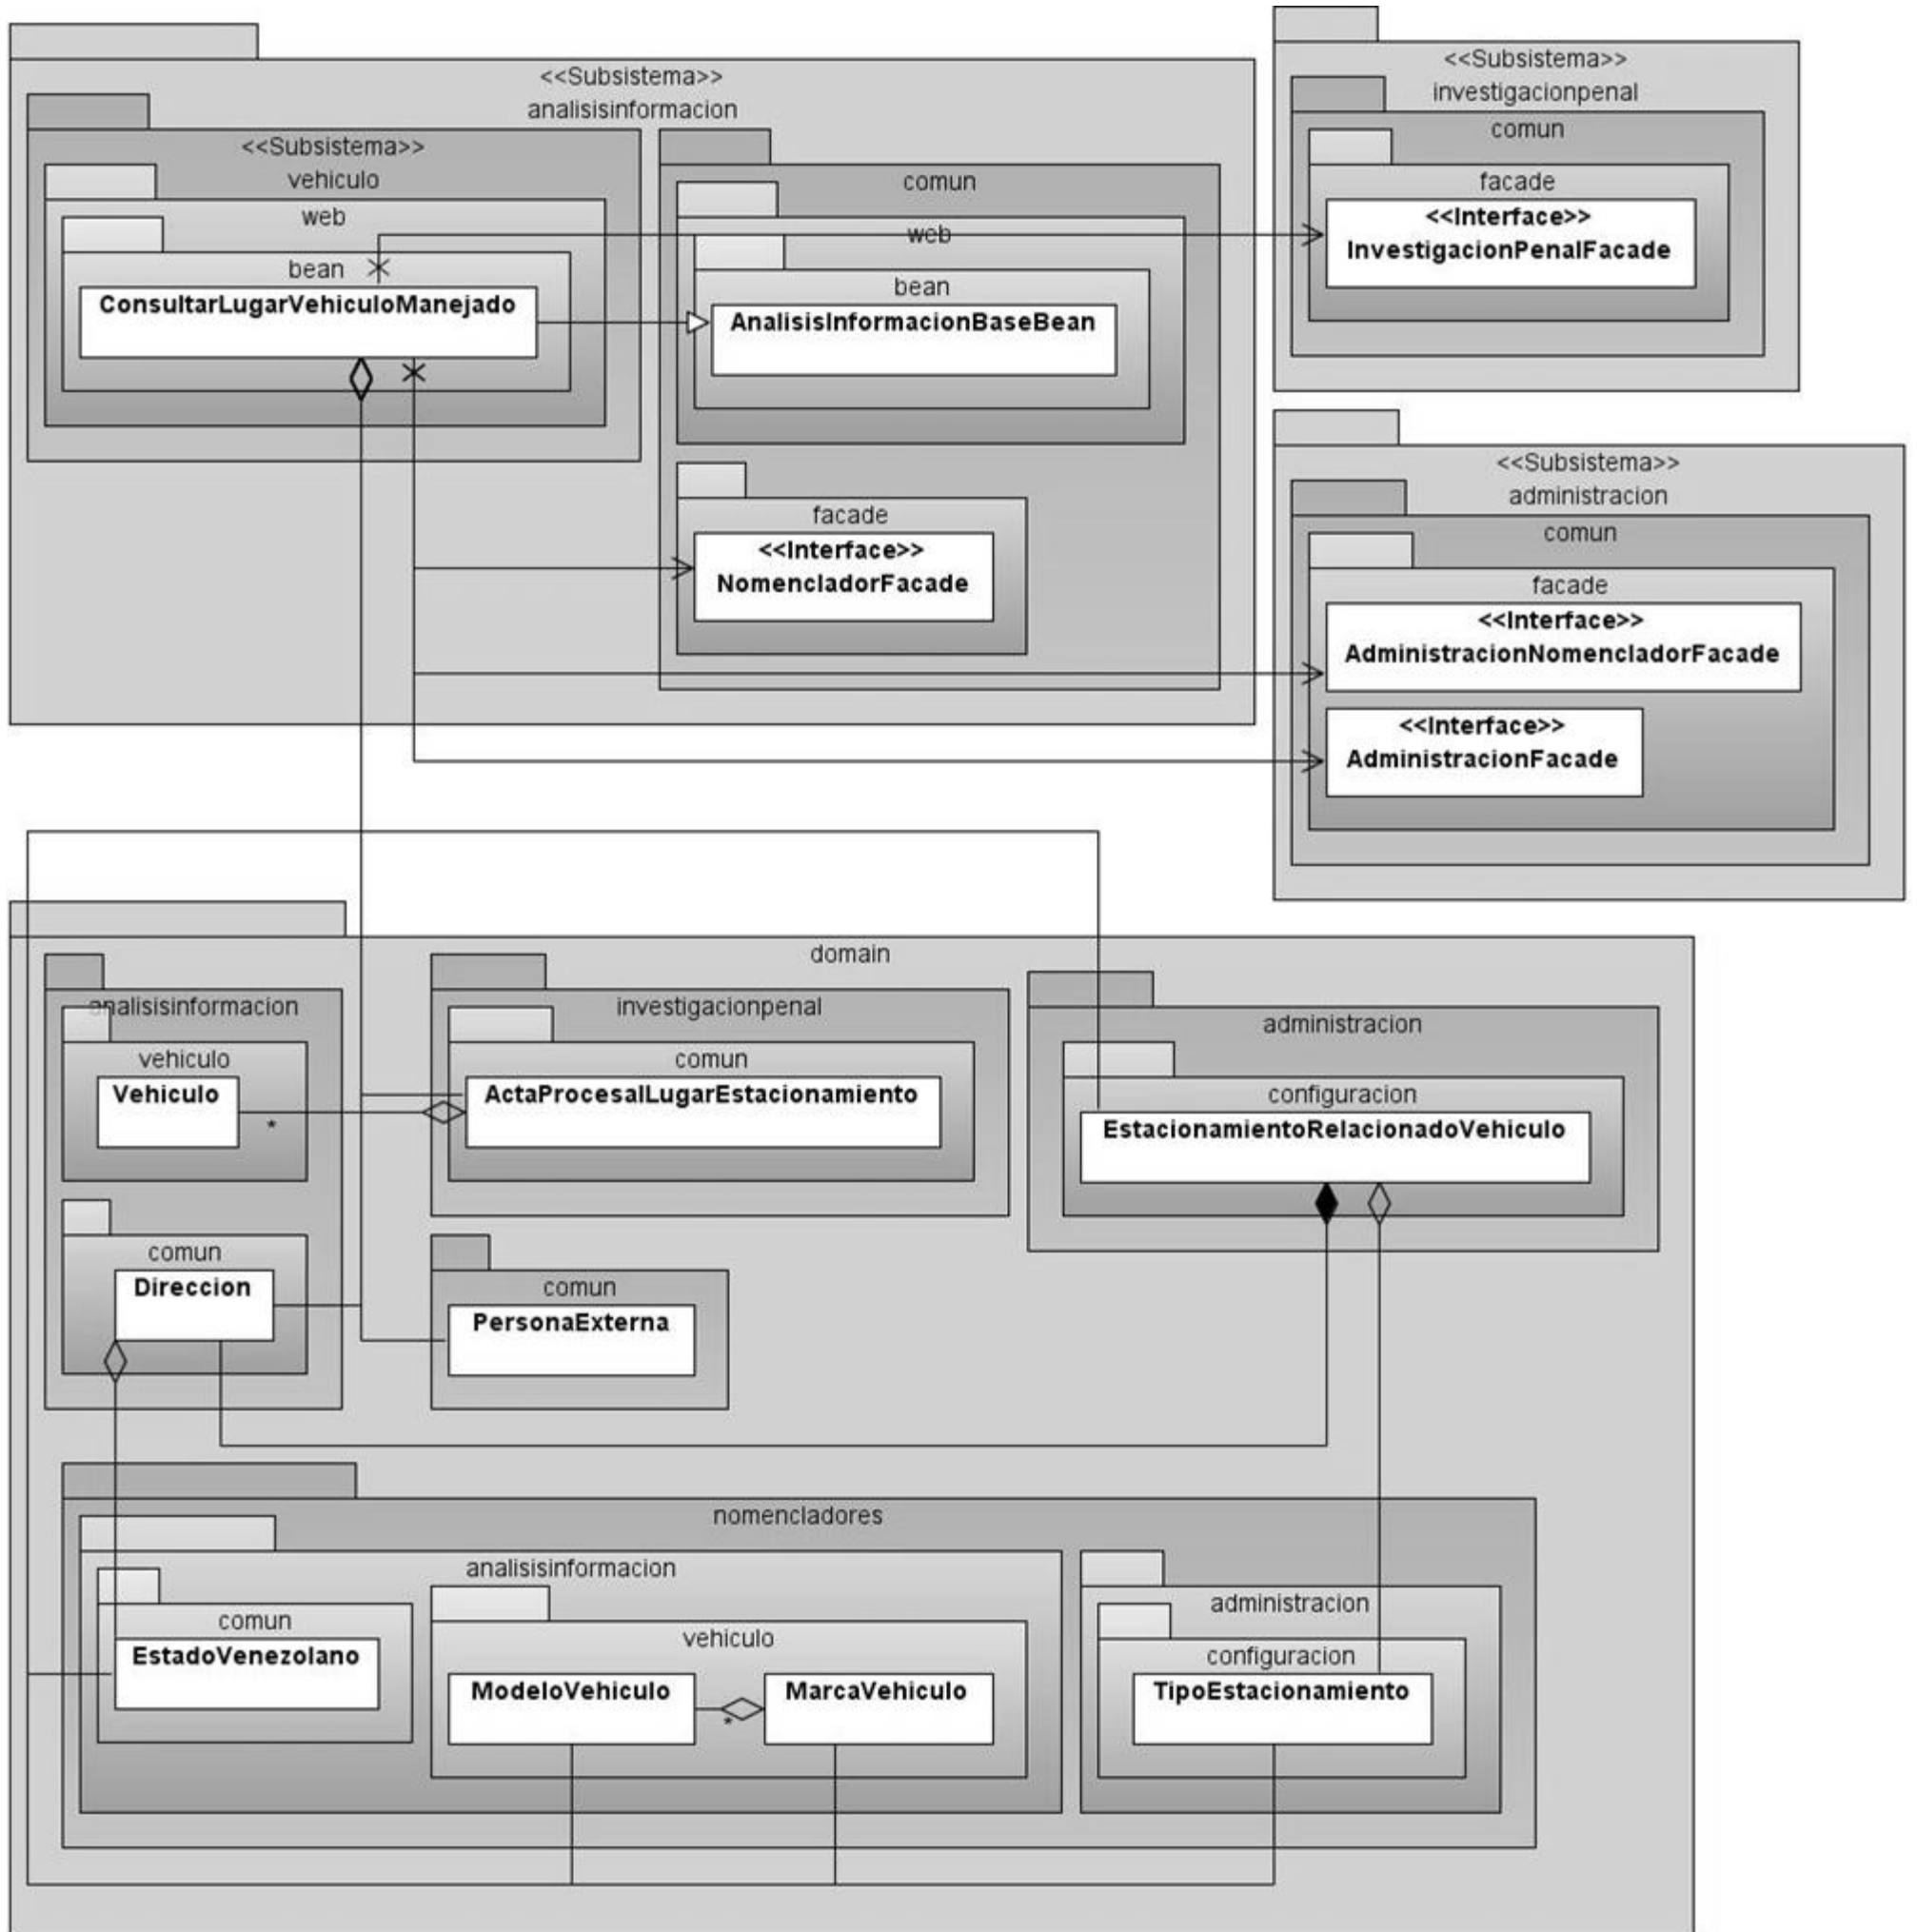 <<Subsistema>>
analisisinformacion
<<Subsistema>>
vehiculo
web
bean
ConsultarLugarVehiculoManejado
comun
web
bean
AnalisisInformacionBaseBean
facade
<<Interface>>
NomencladorFacade
<<Subsistema>>
investigacionpenal
comun
facade
<<Interface>>
InvestigacionPenalFacade
<<Subsistema>>
administracion
comun
facade
<<Interface>>
AdministracionNomencladorFacade
<<Interface>>
AdministracionFacade
domain
analisisinformacion
vehiculo
Vehiculo
*
comun
Direccion
investigacionpenal
comun
ActaProcesalLugarEstacionamiento
comun
PersonaExterna
administracion
configuracion
EstacionamientoRelacionadoVehiculo
nomencladores
analisisinformacion
comun
EstadoVenezolano
vehiculo
ModeloVehiculo
*
MarcaVehiculo
administracion
configuracion
TipoEstacionamiento